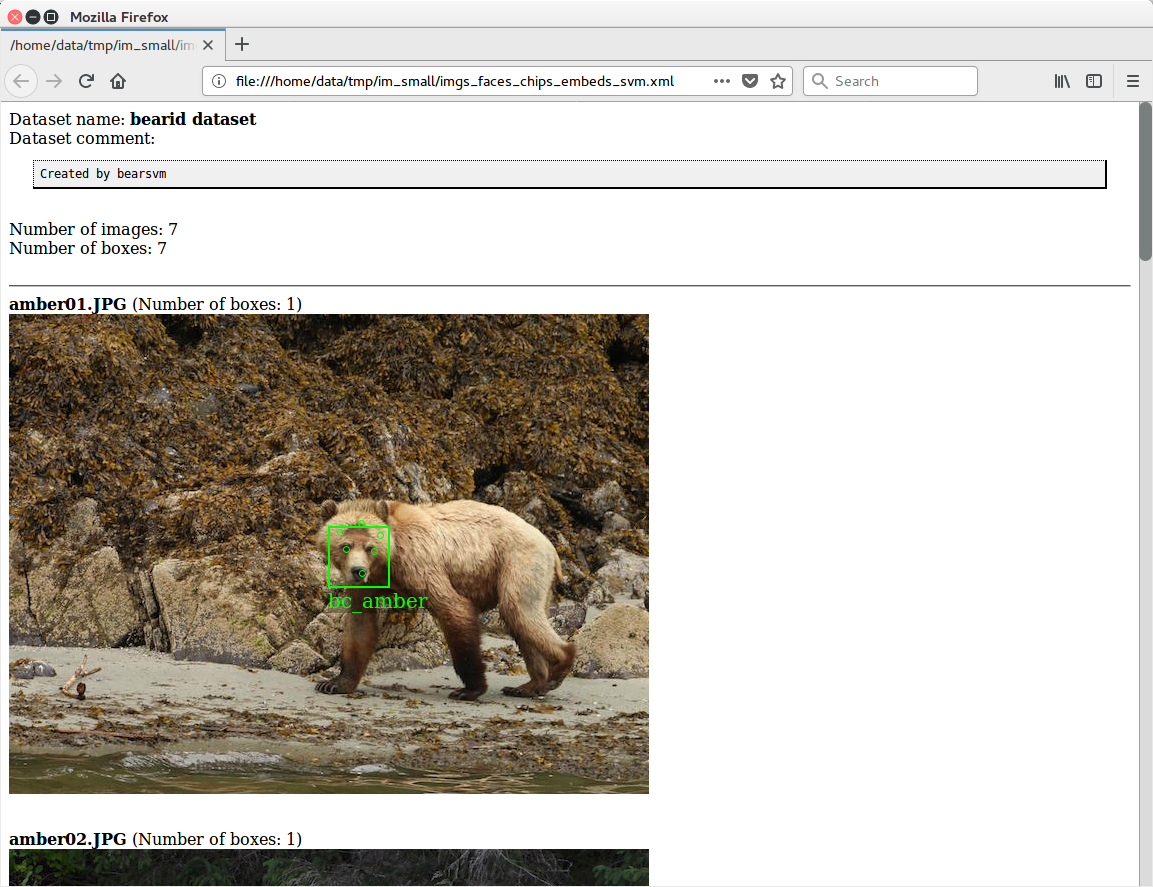 Mozilla Firefox
/home/data/tmp/im_small/im
file:///home/data/tmp/im_small/imgs_faces_chips_embeds_svm.xml
Search
Dataset name: bearid dataset
Dataset comment:
Created by bearsvm
Number of images: 7
Number of boxes: 7
amber01.JPG (Number of boxes: 1)
bc_amber
amber02.JPG (Number of boxes: 1)